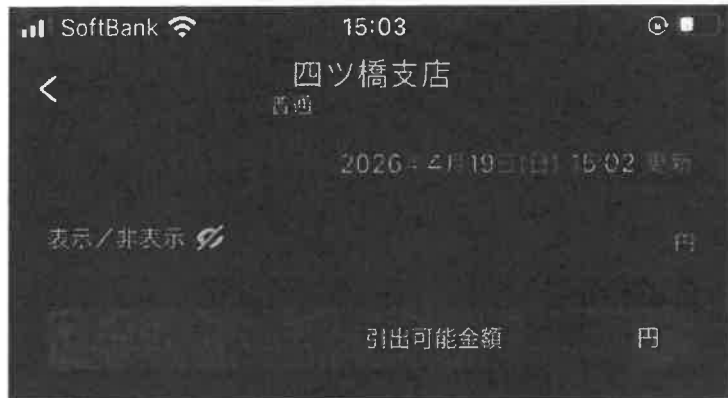 SoftBank 15:03
四ツ橋支店
普通
2026年4月19日(日) 15:02 更新
表示／非表示 円
引出可能金額 円